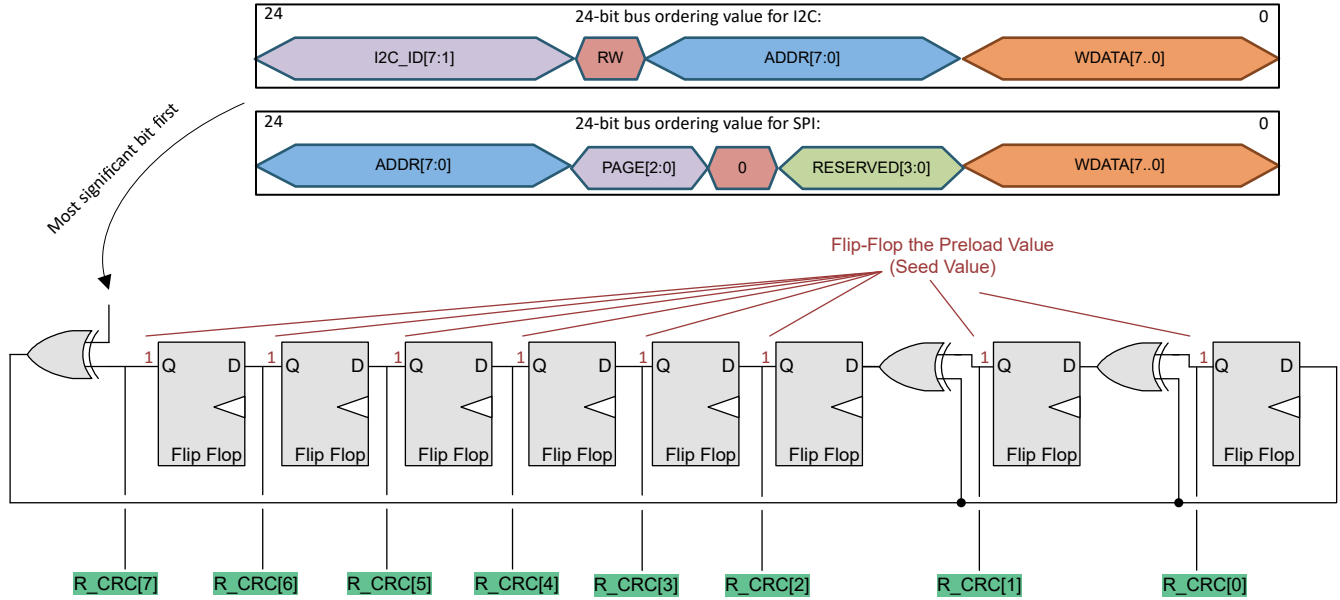 24
24-bit bus ordering value for I2C:
0
I2C_ID[7:1]
RW
ADDR[7:0]
WDATA[7..0]
24
24-bit bus ordering value for SPI:
0
ADDR[7:0]
PAGE[2:0]
0
RESERVED[3:0]
WDATA[7..0]
Most significant bit first
Flip-Flop the Preload Value
(Seed Value)
1
Q
D
Flip Flop
1
Q
D
Flip Flop
1
Q
D
Flip Flop
1
Q
D
Flip Flop
1
Q
D
Flip Flop
1
Q
D
Flip Flop
1
Q
D
Flip Flop
1
Q
D
Flip Flop
R_CRC[7]
R_CRC[6]
R_CRC[5]
R_CRC[4]
R_CRC[3]
R_CRC[2]
R_CRC[1]
R_CRC[0]